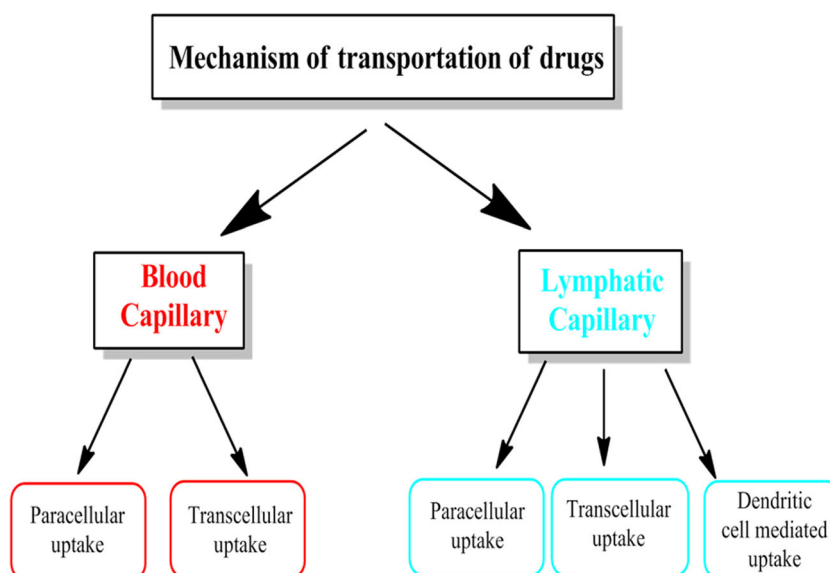 Mechanism of transportation of drugs
Blood
Capillary
Lymphatic
Capillary
Paracellular
uptake
Transcellular
uptake
Paracellular
uptake
Transcellular
uptake
Dendritic
cell mediated
uptake